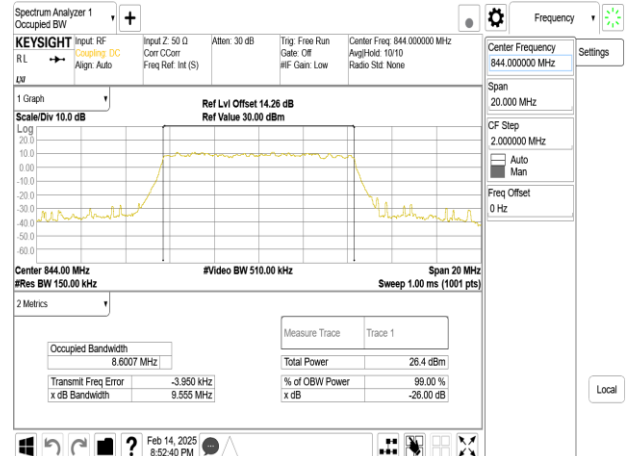 Spectrum Analyzer 1
Occupied BW
Frequency
KEYSIGHT
RL
LXI
Input: RF
Coupling: DC
Align: Auto
Input Z: 50 Ω
Corr CCorr
Freq Ref: Int (S)
Atten: 30 dB
Trig: Free Run
Gate: Off
#IF Gain: Low
Center Freq: 844.000000 MHz
Avg|Hold: 10/10
Radio Std: None
Center Frequency
844.000000 MHz
Settings
Span
20.000 MHz
CF Step
2.000000 MHz
Auto
Man
Freq Offset
0 Hz
1 Graph
Scale/Div 10.0 dB
Ref Lvl Offset 14.26 dB
Ref Value 30.00 dBm
Log
20.0
10.0
0.00
-10.0
-20.0
-30.0
-40.0
-50.0
-60.0
Center 844.00 MHz
#Video BW 510.00 kHz
Span 20 MHz
#Res BW 150.00 kHz
Sweep 1.00 ms (1001 pts)
2 Metrics
Measure Trace
Trace 1
Occupied Bandwidth
8.6007 MHz
Total Power
26.4 dBm
Transmit Freq Error
-3.950 kHz
% of OBW Power
99.00 %
x dB Bandwidth
9.555 MHz
x dB
-26.00 dB
Local
Feb 14, 2025
8:52:40 PM